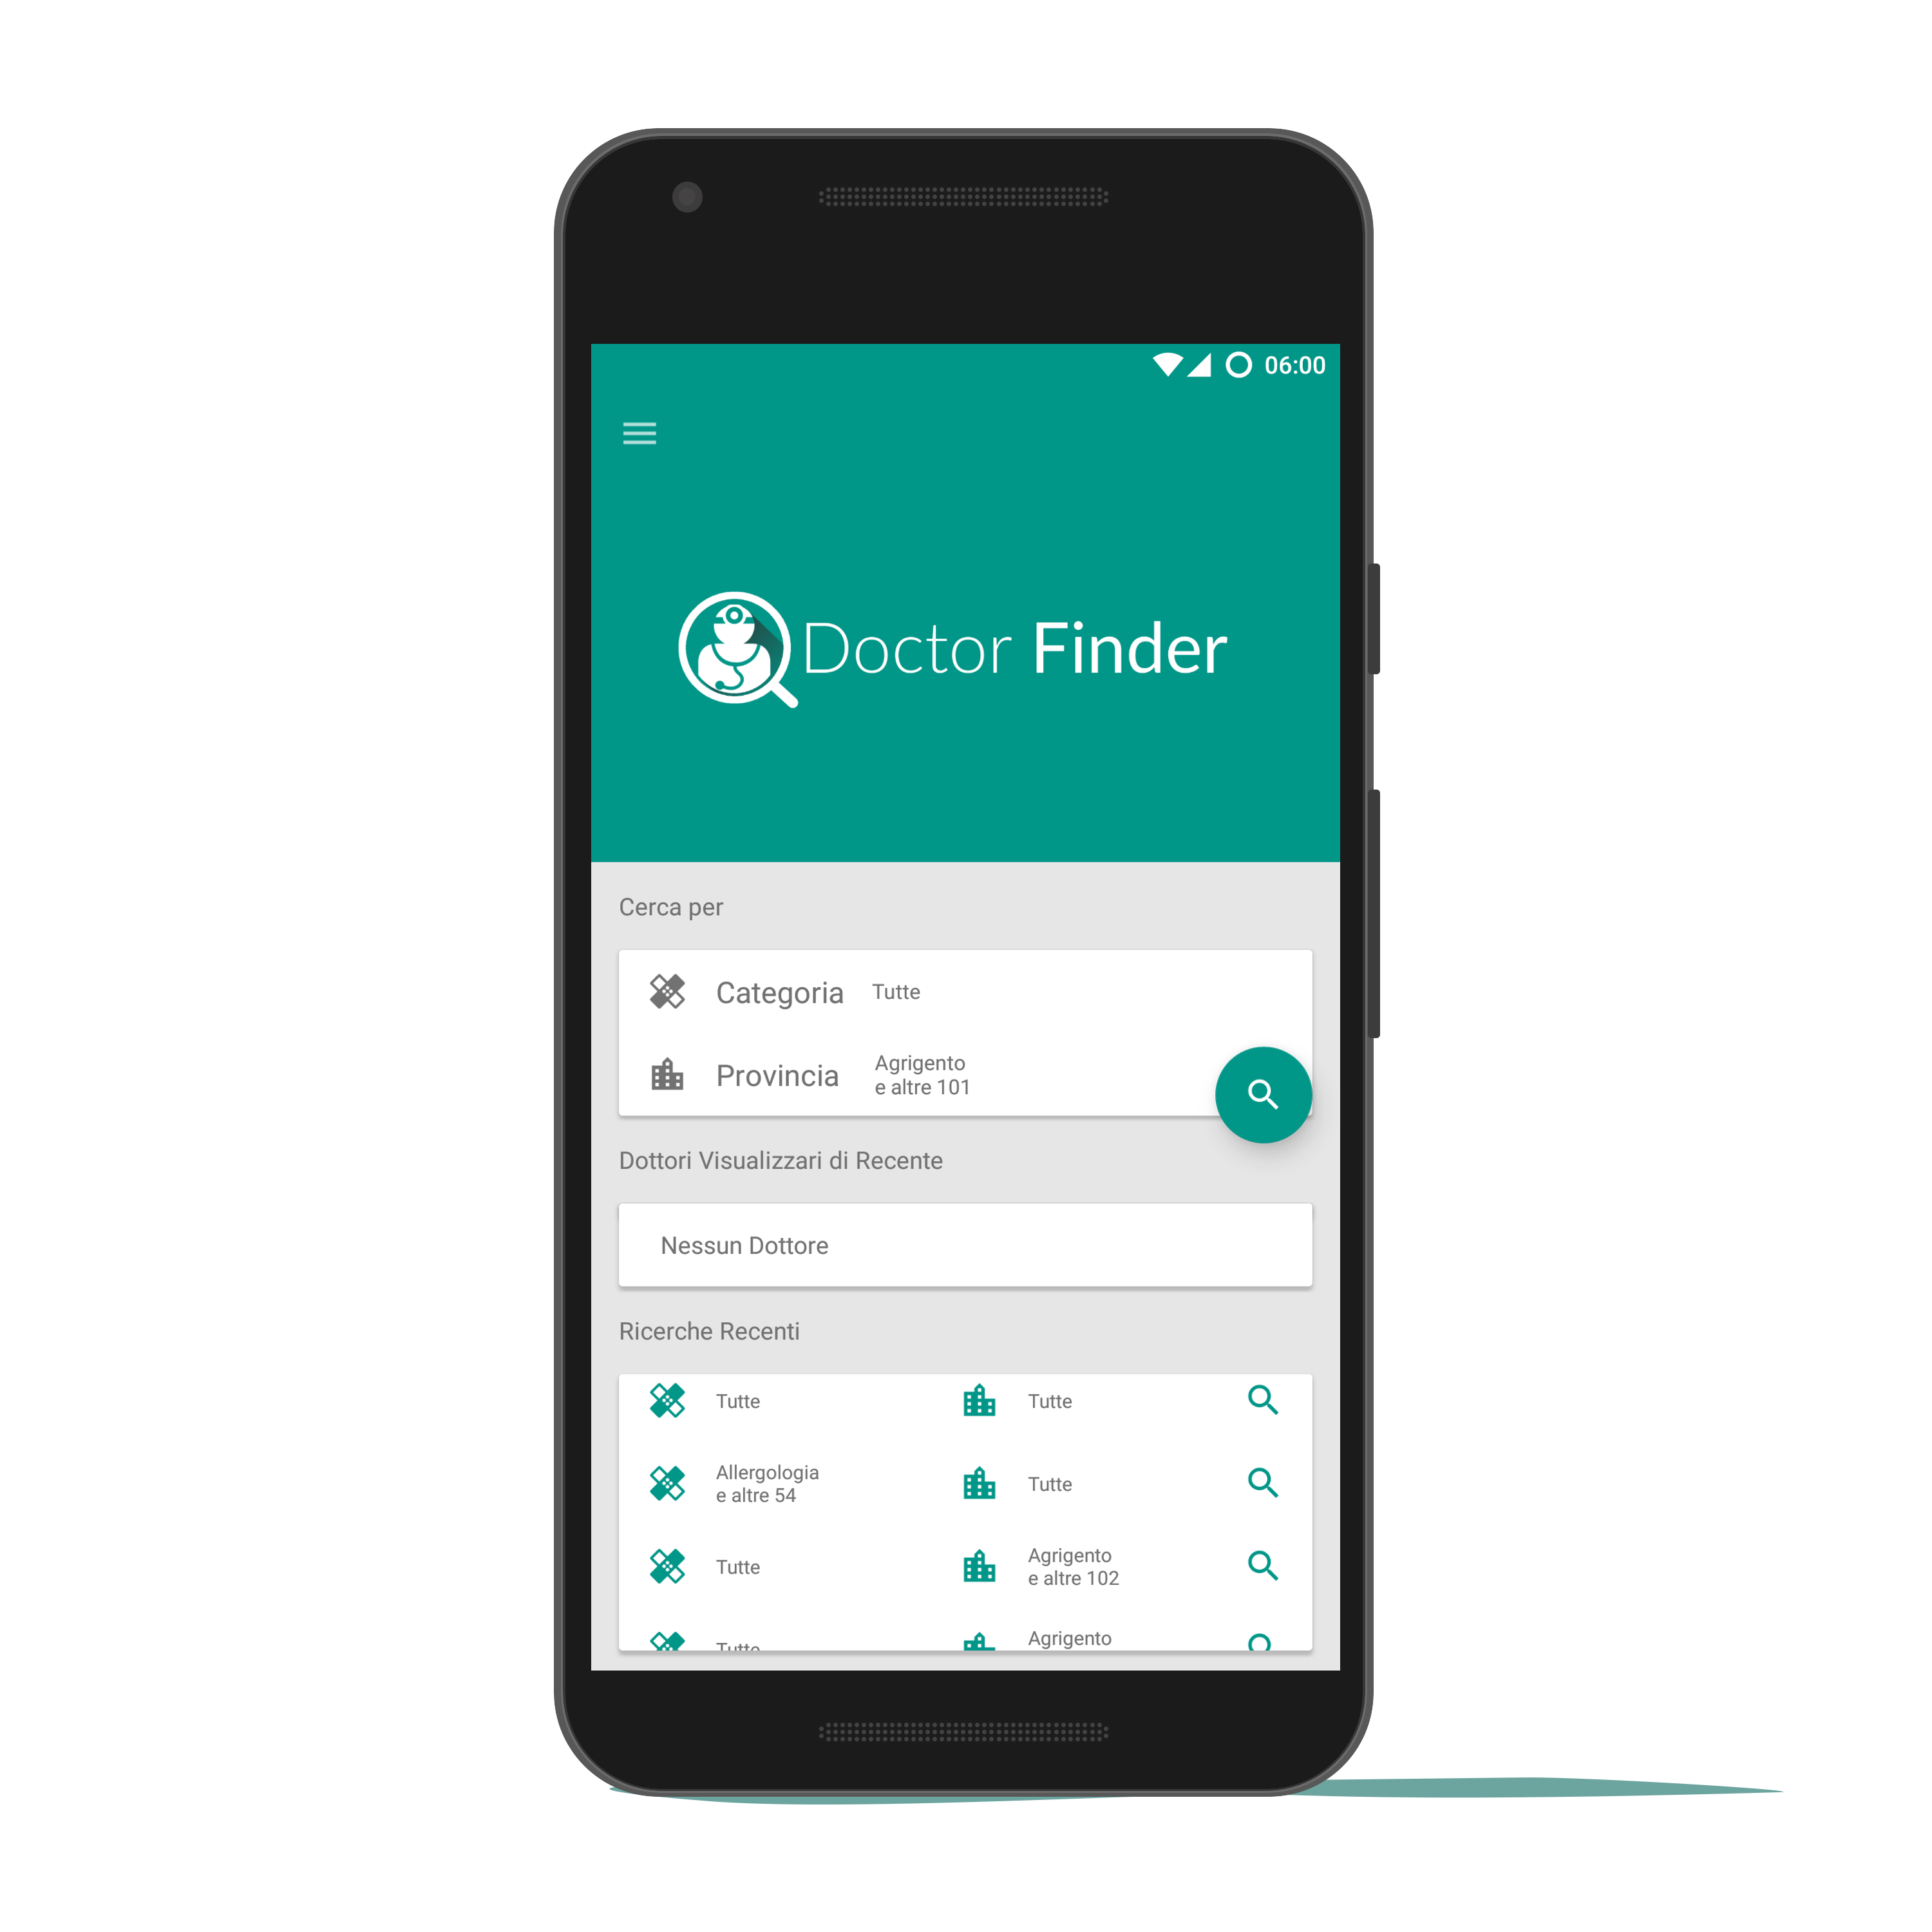 06:00
Doctor Finder
Cerca per
Categoria Tutte
Provincia Agrigento
e altre 101
Dottori Visualizzari di Recente
Nessun Dottore
Ricerche Recenti
Tutte Tutte
Allergologia
e altre 54
Tutte
Tutte
Agrigento
e altre 102
Tutte
Agrigento